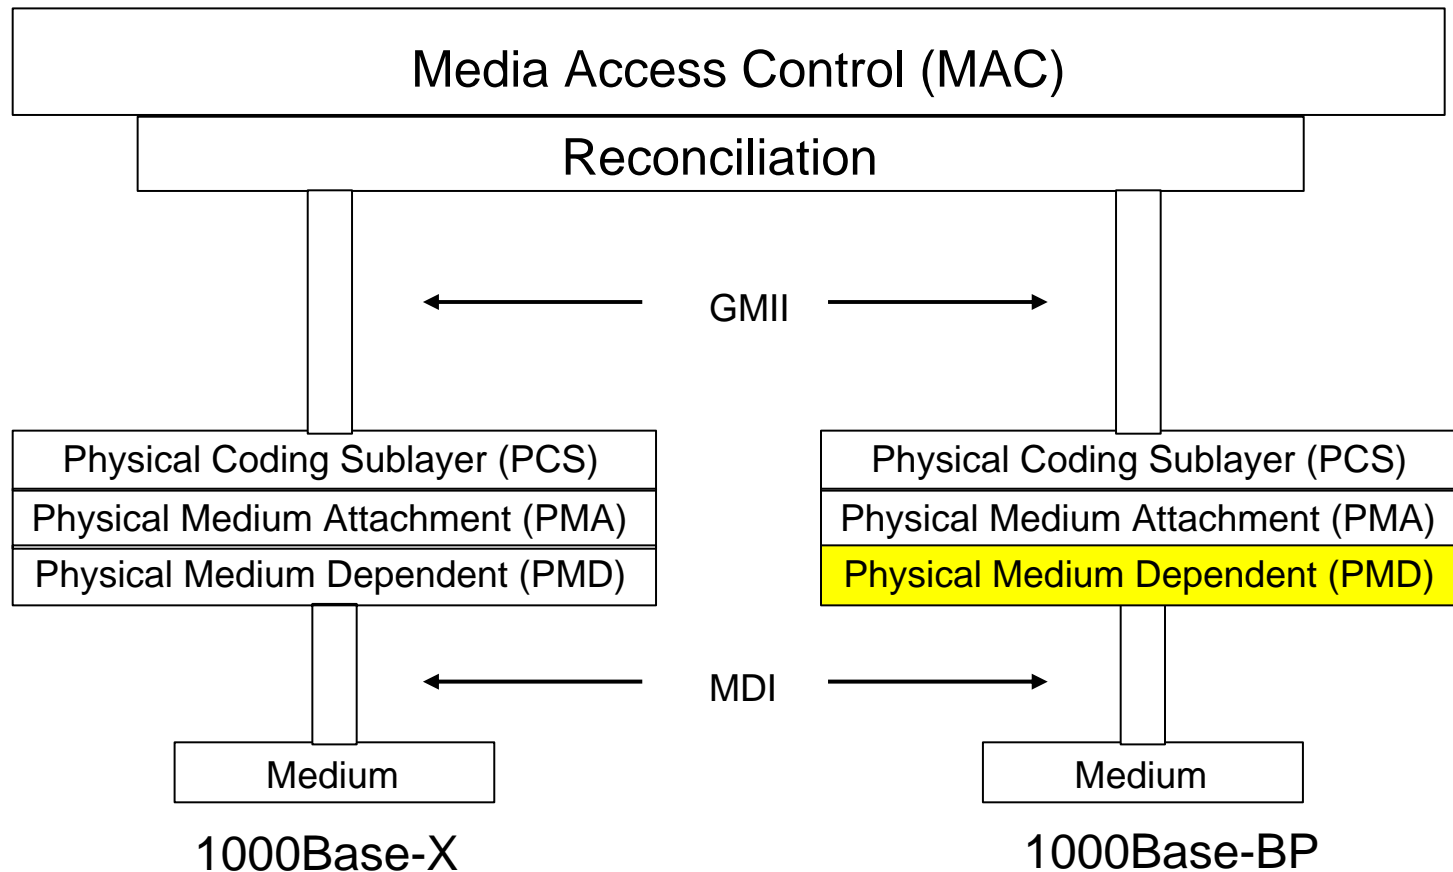 Media Access Control (MAC)
Reconciliation
GMII
Physical Coding Sublayer (PCS)
Physical Medium Attachment (PMA)
Physical Medium Dependent (PMD)
Physical Coding Sublayer (PCS)
Physical Medium Attachment (PMA)
Physical Medium Dependent (PMD)
MDI
Medium
Medium
1000Base-X
1000Base-BP